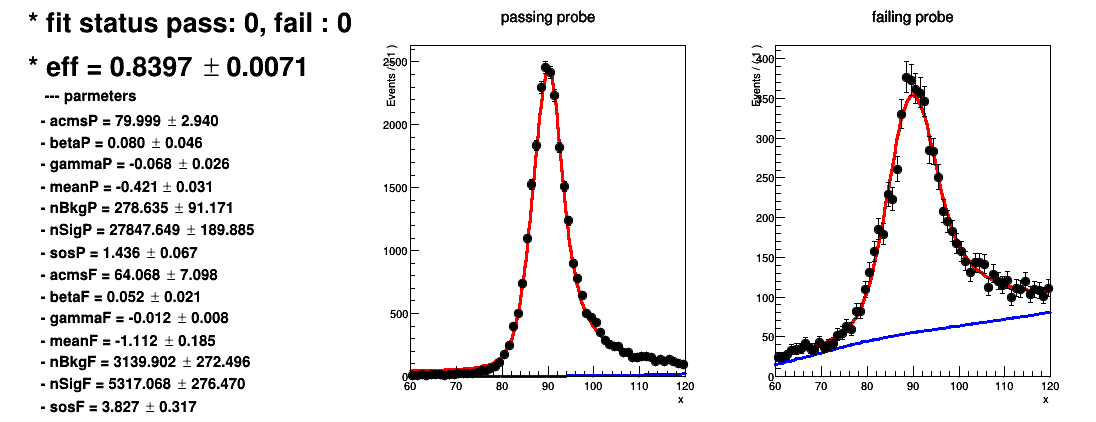 * fit status pass: 0, fail : 0
* eff = 0.8397 ± 0.0071
--- parmeters
- acmsP = 79.999 ± 2.940
- betaP = 0.080 ± 0.046
- gammaP = -0.068 ± 0.026
- meanP = -0.421 ± 0.031
- nBkgP = 278.635 ± 91.171
- nSigP = 27847.649 ± 189.885
- sosP = 1.436 ± 0.067
- acmsF = 64.068 ± 7.098
- betaF = 0.052 ± 0.021
- gammaF = -0.012 ± 0.008
- meanF = -1.112 ± 0.185
- nBkgF = 3139.902 ± 272.496
- nSigF = 5317.068 ± 276.470
- sosF = 3.827 ± 0.317
passing probe
Events / ( 1 )
2500
2000
1500
1000
500
0
60 70 80 90 100 110 120
x
failing probe
Events / ( 1 )
400
350
300
250
200
150
100
50
0
60 70 80 90 100 110 120
x